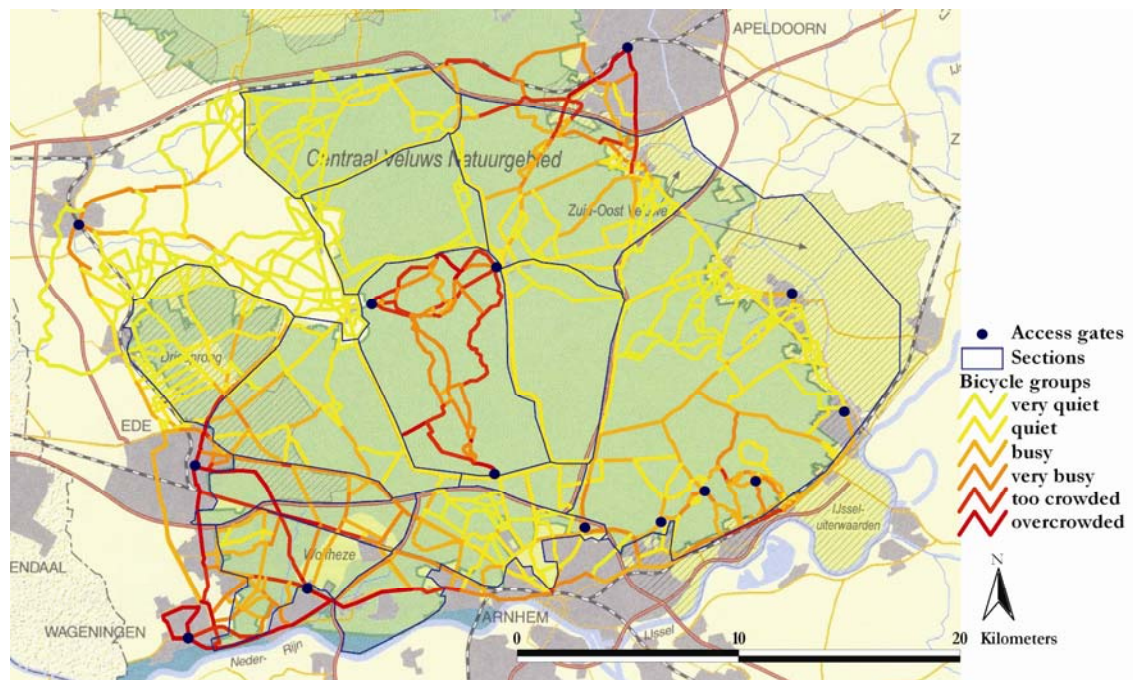 APELDOORN
Centraal Veluws Natuurgebied
Zuid-Oost Veluwe
EDE
Wolfheze
IJssel-
uiterwaarden
ENDAAL
WAGENINGEN
ARNHEM
Neder-
Rijn
IJssel
Access gates
Sections
Bicycle groups
very quiet
quiet
busy
very busy
too crowded
overcrowded
N
0
10
20
Kilometers